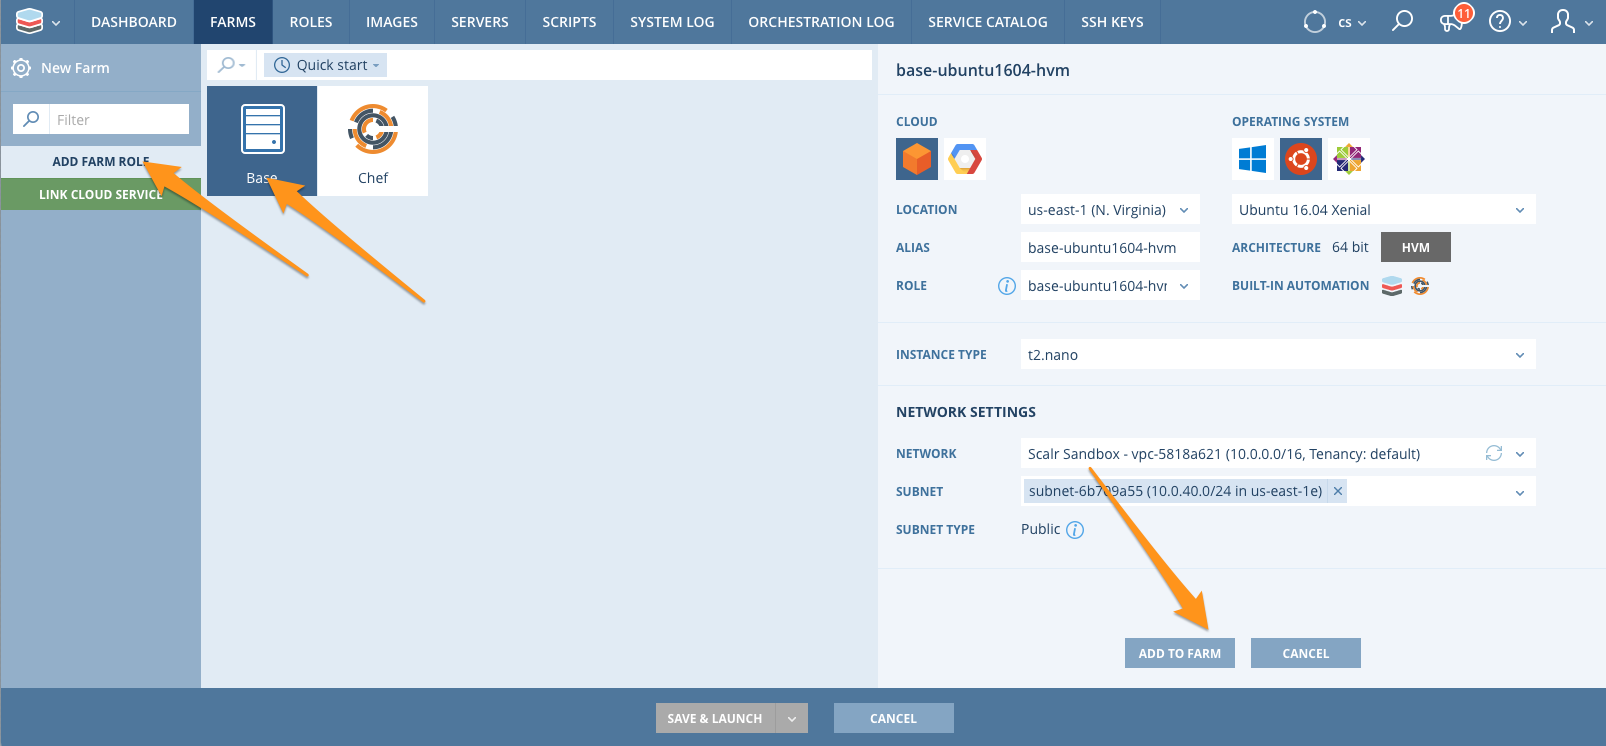 DASHBOARD FARMS ROLES IMAGES SERVERS SCRIPTS SYSTEM LOG ORCHESTRATION LOG SERVICE CATALOG SSH KEYS cs 11
New Farm
Filter
ADD FARM ROLE
LINK CLOUD SERVICE
Quick start
Base
Chef
base-ubuntu1604-hvm
CLOUD
OPERATING SYSTEM
LOCATION us-east-1 (N. Virginia)
Ubuntu 16.04 Xenial
ALIAS base-ubuntu1604-hvm
ARCHITECTURE 64 bit HVM
ROLE base-ubuntu1604-hvr
BUILT-IN AUTOMATION
INSTANCE TYPE t2.nano
NETWORK SETTINGS
NETWORK Scalr Sandbox - vpc-5818a621 (10.0.0.0/16, Tenancy: default)
SUBNET (10.0.40.0/24 in us-east-1e)
SUBNET TYPE Public
ADD TO FARM CANCEL
SAVE & LAUNCH CANCEL